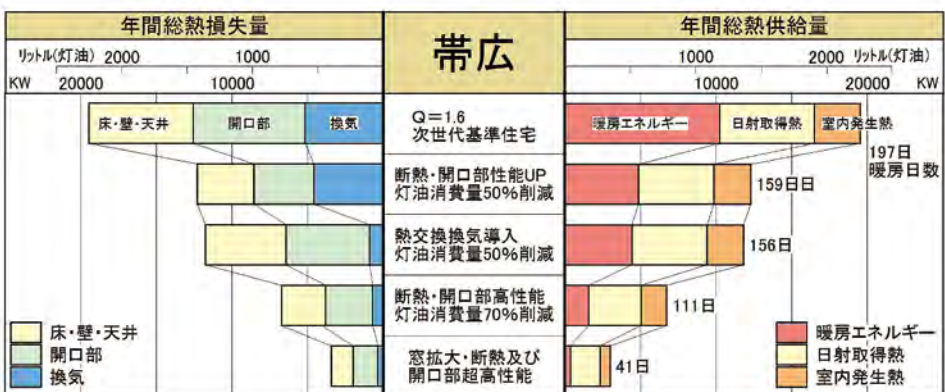 年間総熱損失量
帯広
年間総熱供給量
リットル(灯油) 2000 1000
1000 2000 リットル(灯油)
KW 20000 10000
10000 20000 KW
床・壁・天井 開口部 換気
Q=1.6
次世代基準住宅
暖房エネルギー 日射取得熱 室内発生熱
197日
暖房日数
断熱・開口部性能UP
灯油消費量50%削減
159日日
熱交換換気導入
灯油消費量50%削減
156日
断熱・開口部高性能
灯油消費量70%削減
111日
窓拡大・断熱及び
開口部超高性能
41日
床・壁・天井
開口部
換気
暖房エネルギー
日射取得熱
室内発生熱